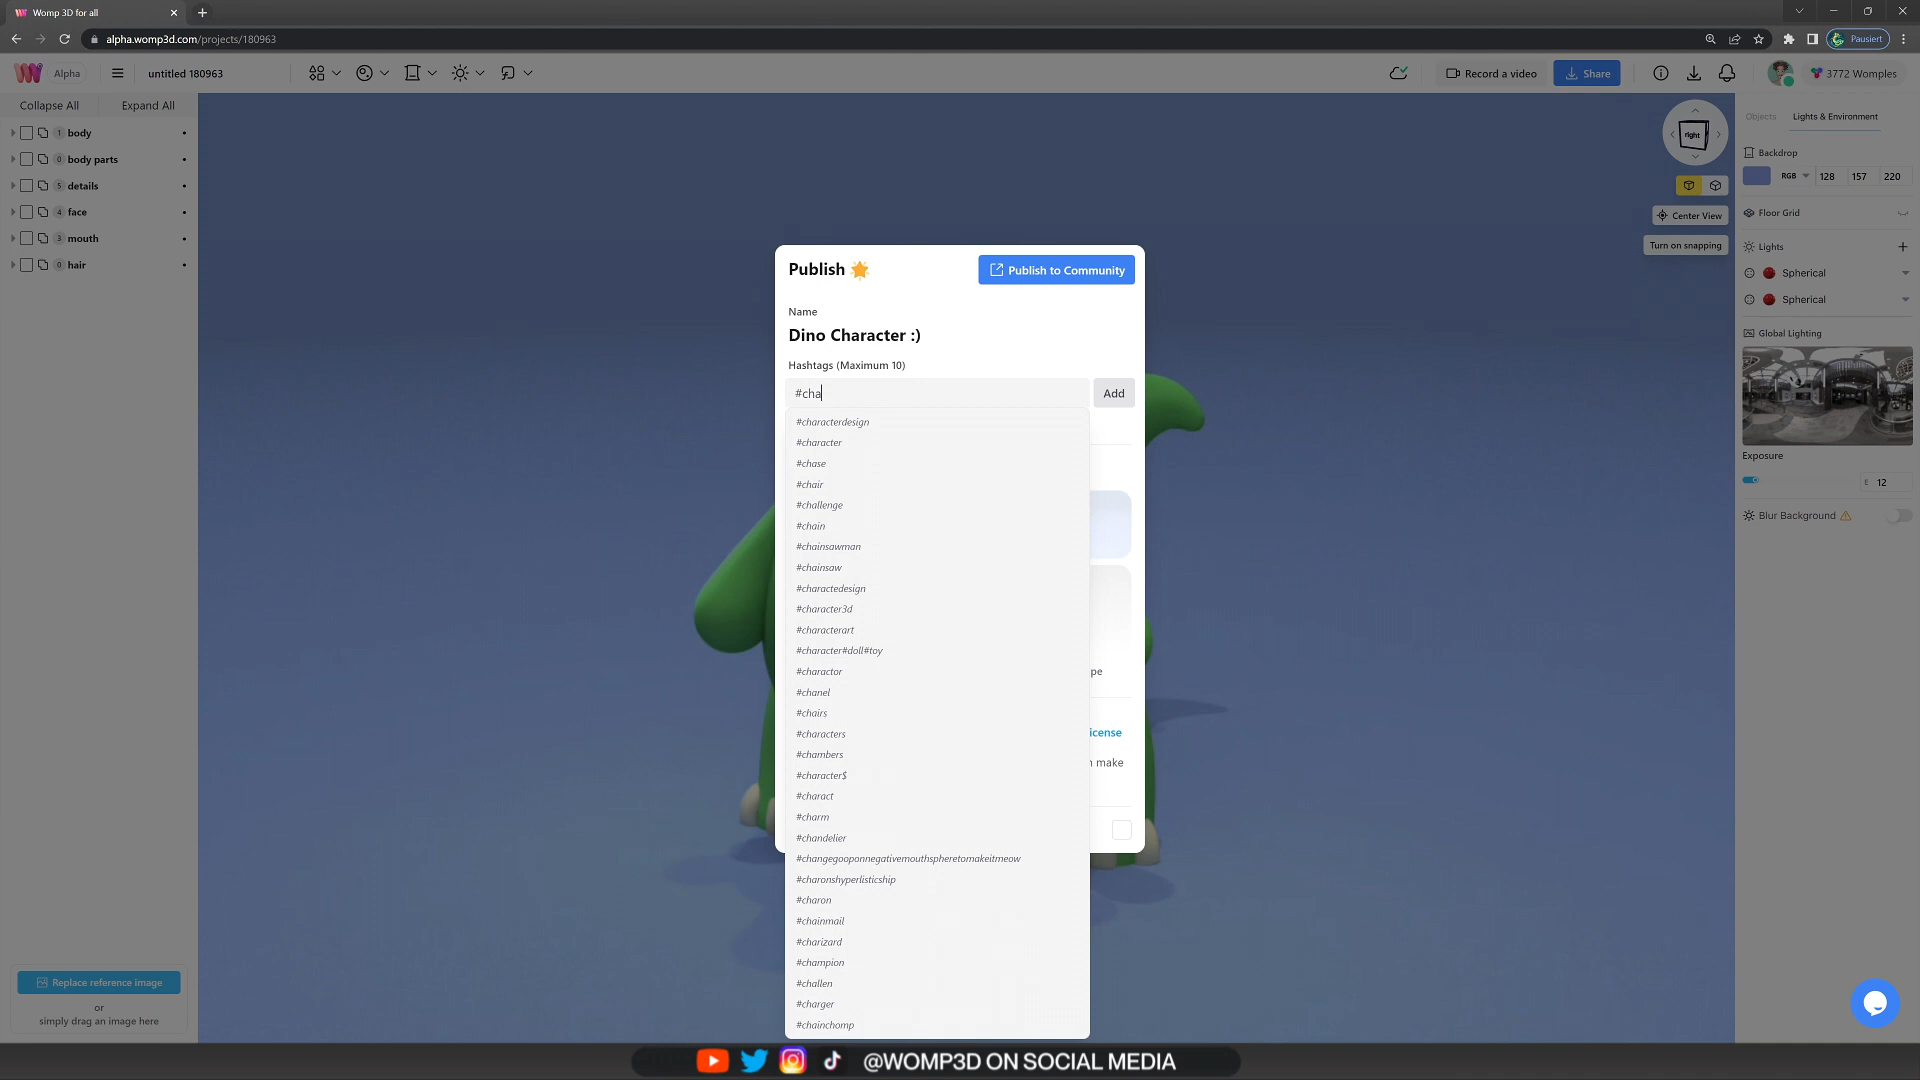 Womp 3D for all
alpha.womp3d.com/projects/180963
Pausiert
Alpha
untitled 180963
Record a video
Share
3772 Womples
Collapse All
Expand All
1 body
0 body parts
5 details
4 face
3 mouth
0 hair
right
Center View
Turn on snapping
Objects
Lights & Environment
Backdrop
RGB 128 157 220
Floor Grid
Lights
Spherical
Spherical
Global Lighting
Exposure
E 12
Blur Background
Publish
Publish to Community
Name
Dino Character :)
Hashtags (Maximum 10)
#cha
Add
#characterdesign
#character
#chase
#chair
#challenge
#chain
#chainsawman
#chainsaw
#charactedesign
#character3d
#characterart
#character#doll#toy
#charactor
#chanel
#chairs
#characters
#chambers
#character$
#charact
#charm
#chandelier
#changegooponnegativemouthspheretomakeitmeow
#charonshyperlisticship
#charon
#chainmail
#charizard
#champion
#challen
#charger
#chainchomp
pe
icense
make
Replace reference image
or
simply drag an image here
@WOMP3D ON SOCIAL MEDIA